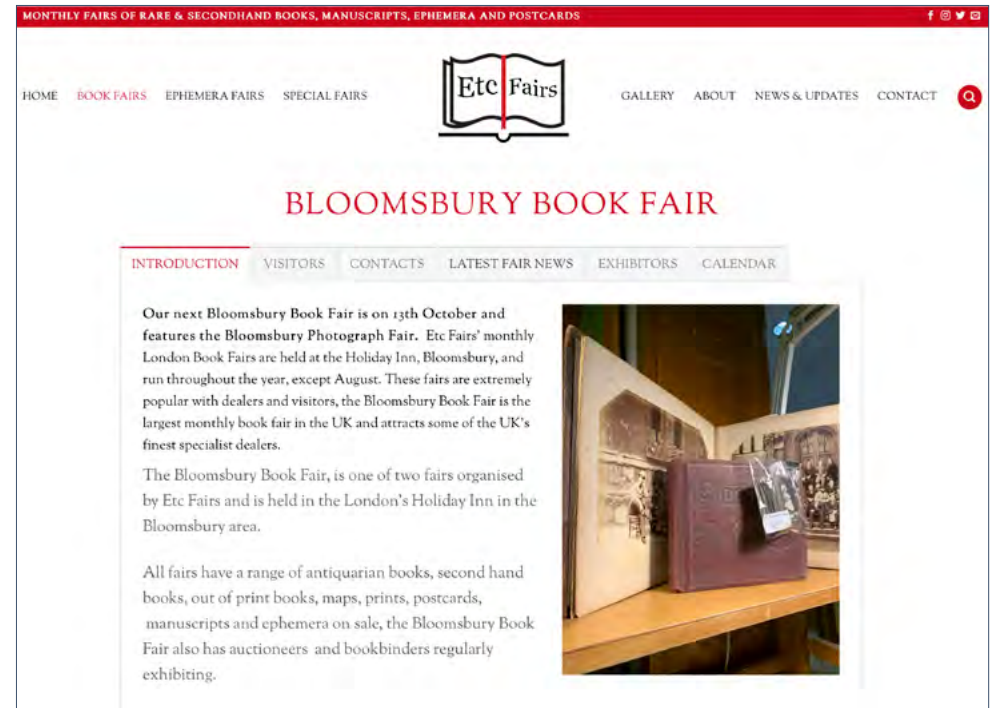 MONTHLY FAIRS OF RARE & SECONDHAND BOOKS, MANUSCRIPTS, EPHEMERA AND POSTCARDS
HOME BOOK FAIRS EPHEMERA FAIRS SPECIAL FAIRS
Etc Fairs
GALLERY ABOUT NEWS & UPDATES CONTACT
BLOOMSBURY BOOK FAIR
INTRODUCTION VISITORS CONTACTS LATEST FAIR NEWS EXHIBITORS CALENDAR
Our next Bloomsbury Book Fair is on 13th October and
features the Bloomsbury Photograph Fair. Etc Fairs' monthly
London Book Fairs are held at the Holiday Inn, Bloomsbury, and
run throughout the year, except August. These fairs are extremely
popular with dealers and visitors, the Bloomsbury Book Fair is the
largest monthly book fair in the UK and attracts some of the UK's
finest specialist dealers.
The Bloomsbury Book Fair, is one of two fairs organised
by Etc Fairs and is held in the London's Holiday Inn in the
Bloomsbury area.
All fairs have a range of antiquarian books, second hand
books, out of print books, maps, prints, postcards,
manuscripts and ephemera on sale, the Bloomsbury Book
Fair also has auctioneers and bookbinders regularly
exhibiting.